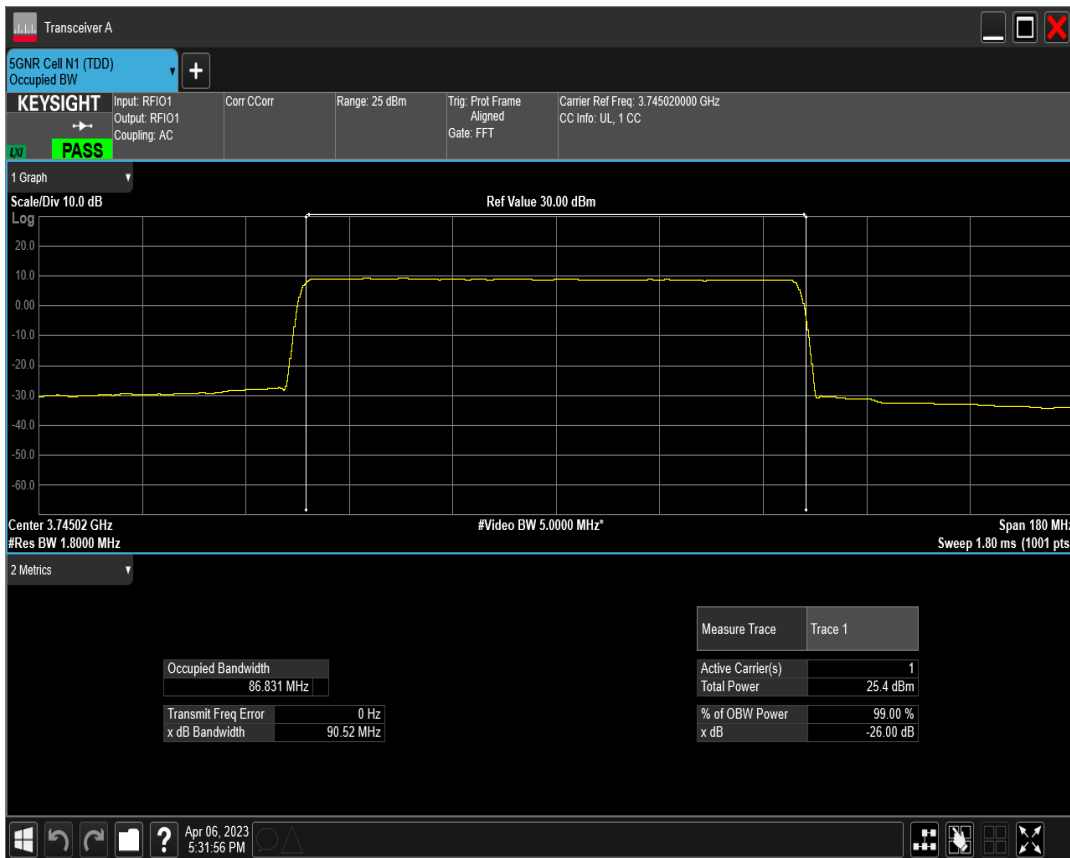 Transceiver A
5GNR Cell N1 (TDD)
Occupied BW
KEYSIGHT
LXI
PASS
Input: RFIO1
Output: RFIO1
Coupling: AC
Corr CCorr
Range: 25 dBm
Trig: Prot Frame
Aligned
Gate: FFT
Carrier Ref Freq: 3.745020000 GHz
CC Info: UL, 1 CC
1 Graph
Scale/Div 10.0 dB
Ref Value 30.00 dBm
Log
20.0
10.0
0.00
-10.0
-20.0
-30.0
-40.0
-50.0
-60.0
Center 3.74502 GHz
#Video BW 5.0000 MHz*
Span 180 MHz
#Res BW 1.8000 MHz
Sweep 1.80 ms (1001 pts
2 Metrics
Measure Trace Trace 1
Occupied Bandwidth
86.831 MHz
Active Carrier(s) 1
Total Power 25.4 dBm
Transmit Freq Error 0 Hz
x dB Bandwidth 90.52 MHz
% of OBW Power 99.00 %
x dB -26.00 dB
?
Apr 06, 2023
5:31:56 PM